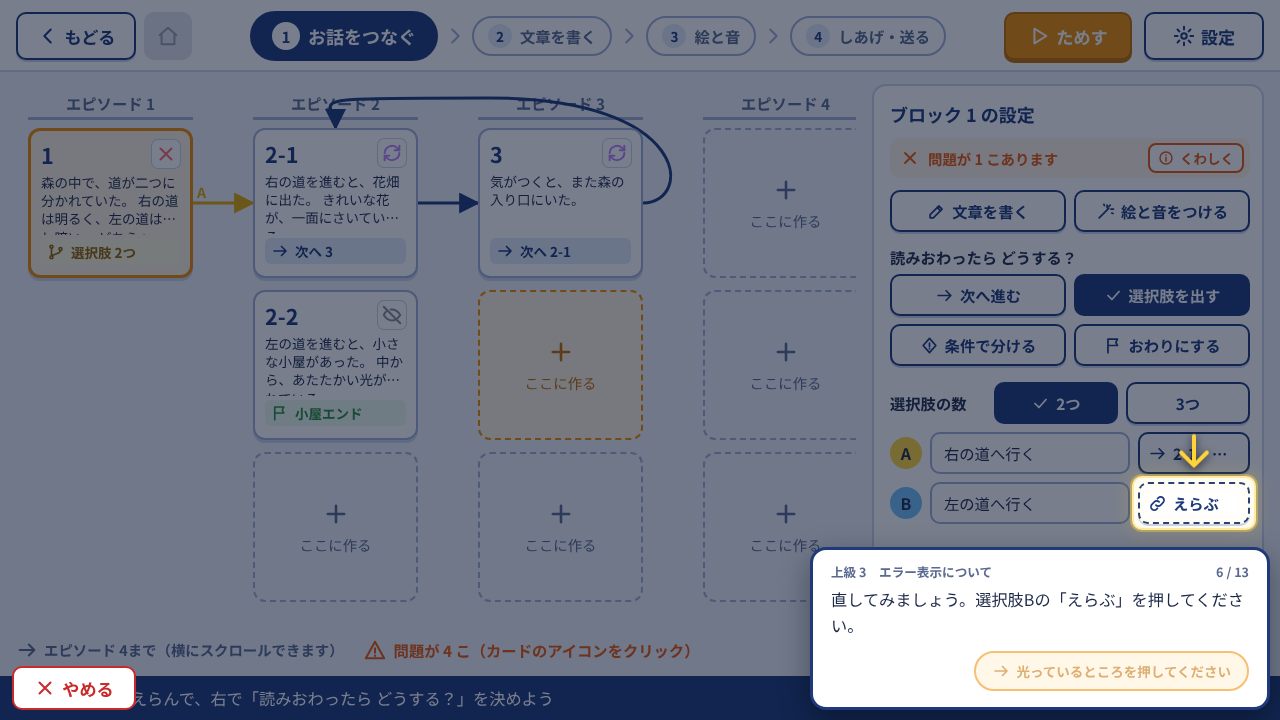 もどる
1 お話をつなぐ
2 文章を書く
3 絵と音
4 しあげ・送る
ためす
設定
エピソード 1
エピソード 2
エピソード 3
エピソード 4
1
森の中で、道が二つに
分かれていた。 右の道
は明るく、左の道は…
選択肢 2つ
A
2-1
右の道を進むと、花畑
に出た。 きれいな花
が、一面にさいてい…
次へ 3
3
気がつくと、また森の
入り口にいた。
次へ 2-1
ここに作る
2-2
左の道を進むと、小さ
な小屋があった。 中か
ら、あたたかい光が…
小屋エンド
ここに作る
ここに作る
ここに作る
ここに作る
ここに作る
エピソード 4まで（横にスクロールできます）
問題が 4 こ（カードのアイコンをクリック）
やめる
えらんで、右で「読みおわったら どうする？」を決めよう
ブロック 1 の設定
問題が 1 こあります
くわしく
文章を書く
絵と音をつける
読みおわったら どうする？
次へ進む
選択肢を出す
条件で分ける
おわりにする
選択肢の数
2つ
3つ
A
右の道へ行く
B
左の道へ行く
えらぶ
上級 3 エラー表示について
6 / 13
直してみましょう。選択肢Bの「えらぶ」を押してくださ
い。
光っているところを押してください